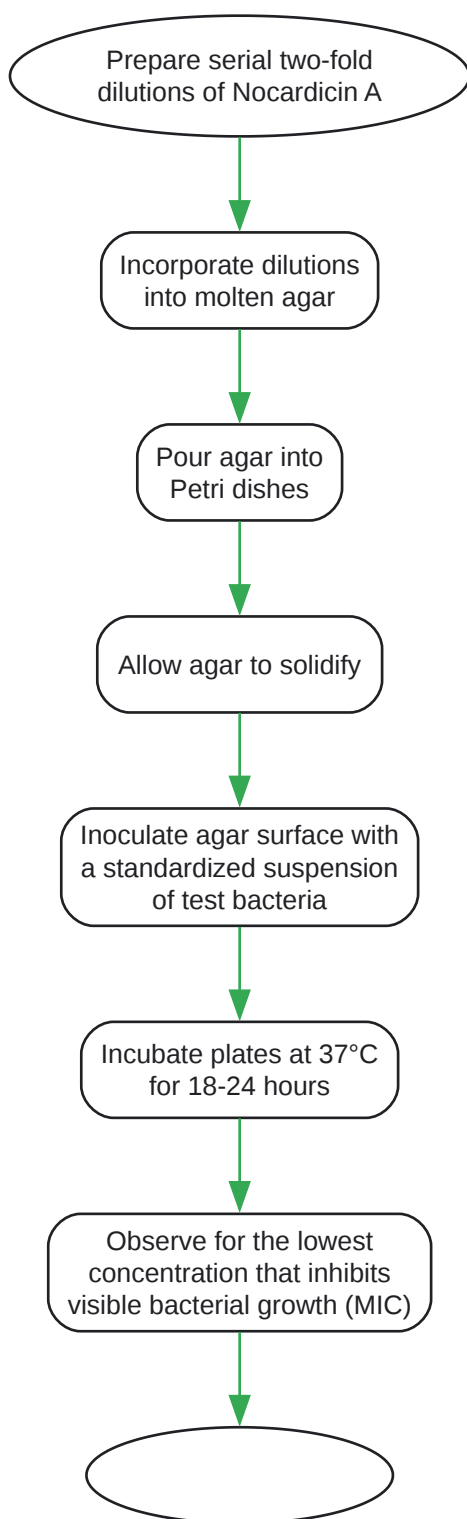 Prepare serial two-fold
dilutions of Nocardicin A
Incorporate dilutions
into molten agar
Pour agar into
Petri dishes
Allow agar to solidify
Inoculate agar surface with
a standardized suspension
of test bacteria
Incubate plates at 37°C
for 18-24 hours
Observe for the lowest
concentration that inhibits
visible bacterial growth (MIC)